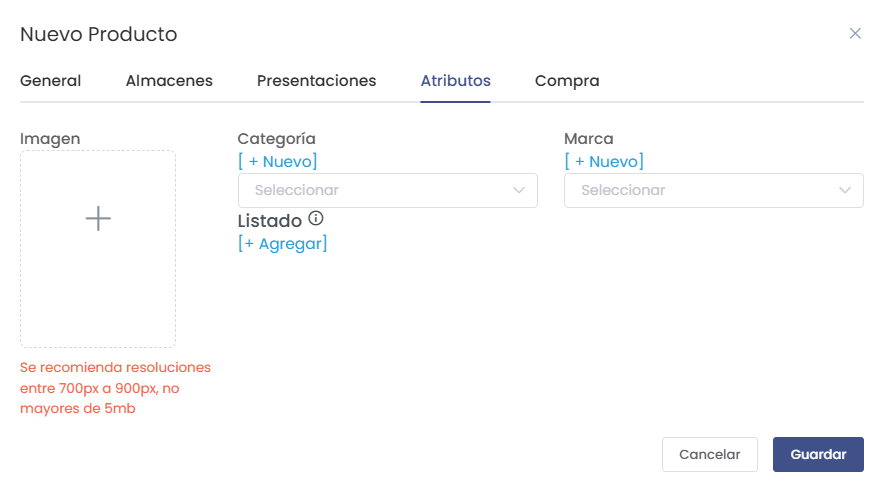 Nuevo Producto
General Almacenes Presentaciones Atributos Compra
Imagen
Categoría
[ + Nuevo]
Seleccionar
Marca
[ + Nuevo]
Seleccionar
Listado
[+ Agregar]
Se recomienda resoluciones
entre 700px a 900px, no
mayores de 5mb
Cancelar Guardar